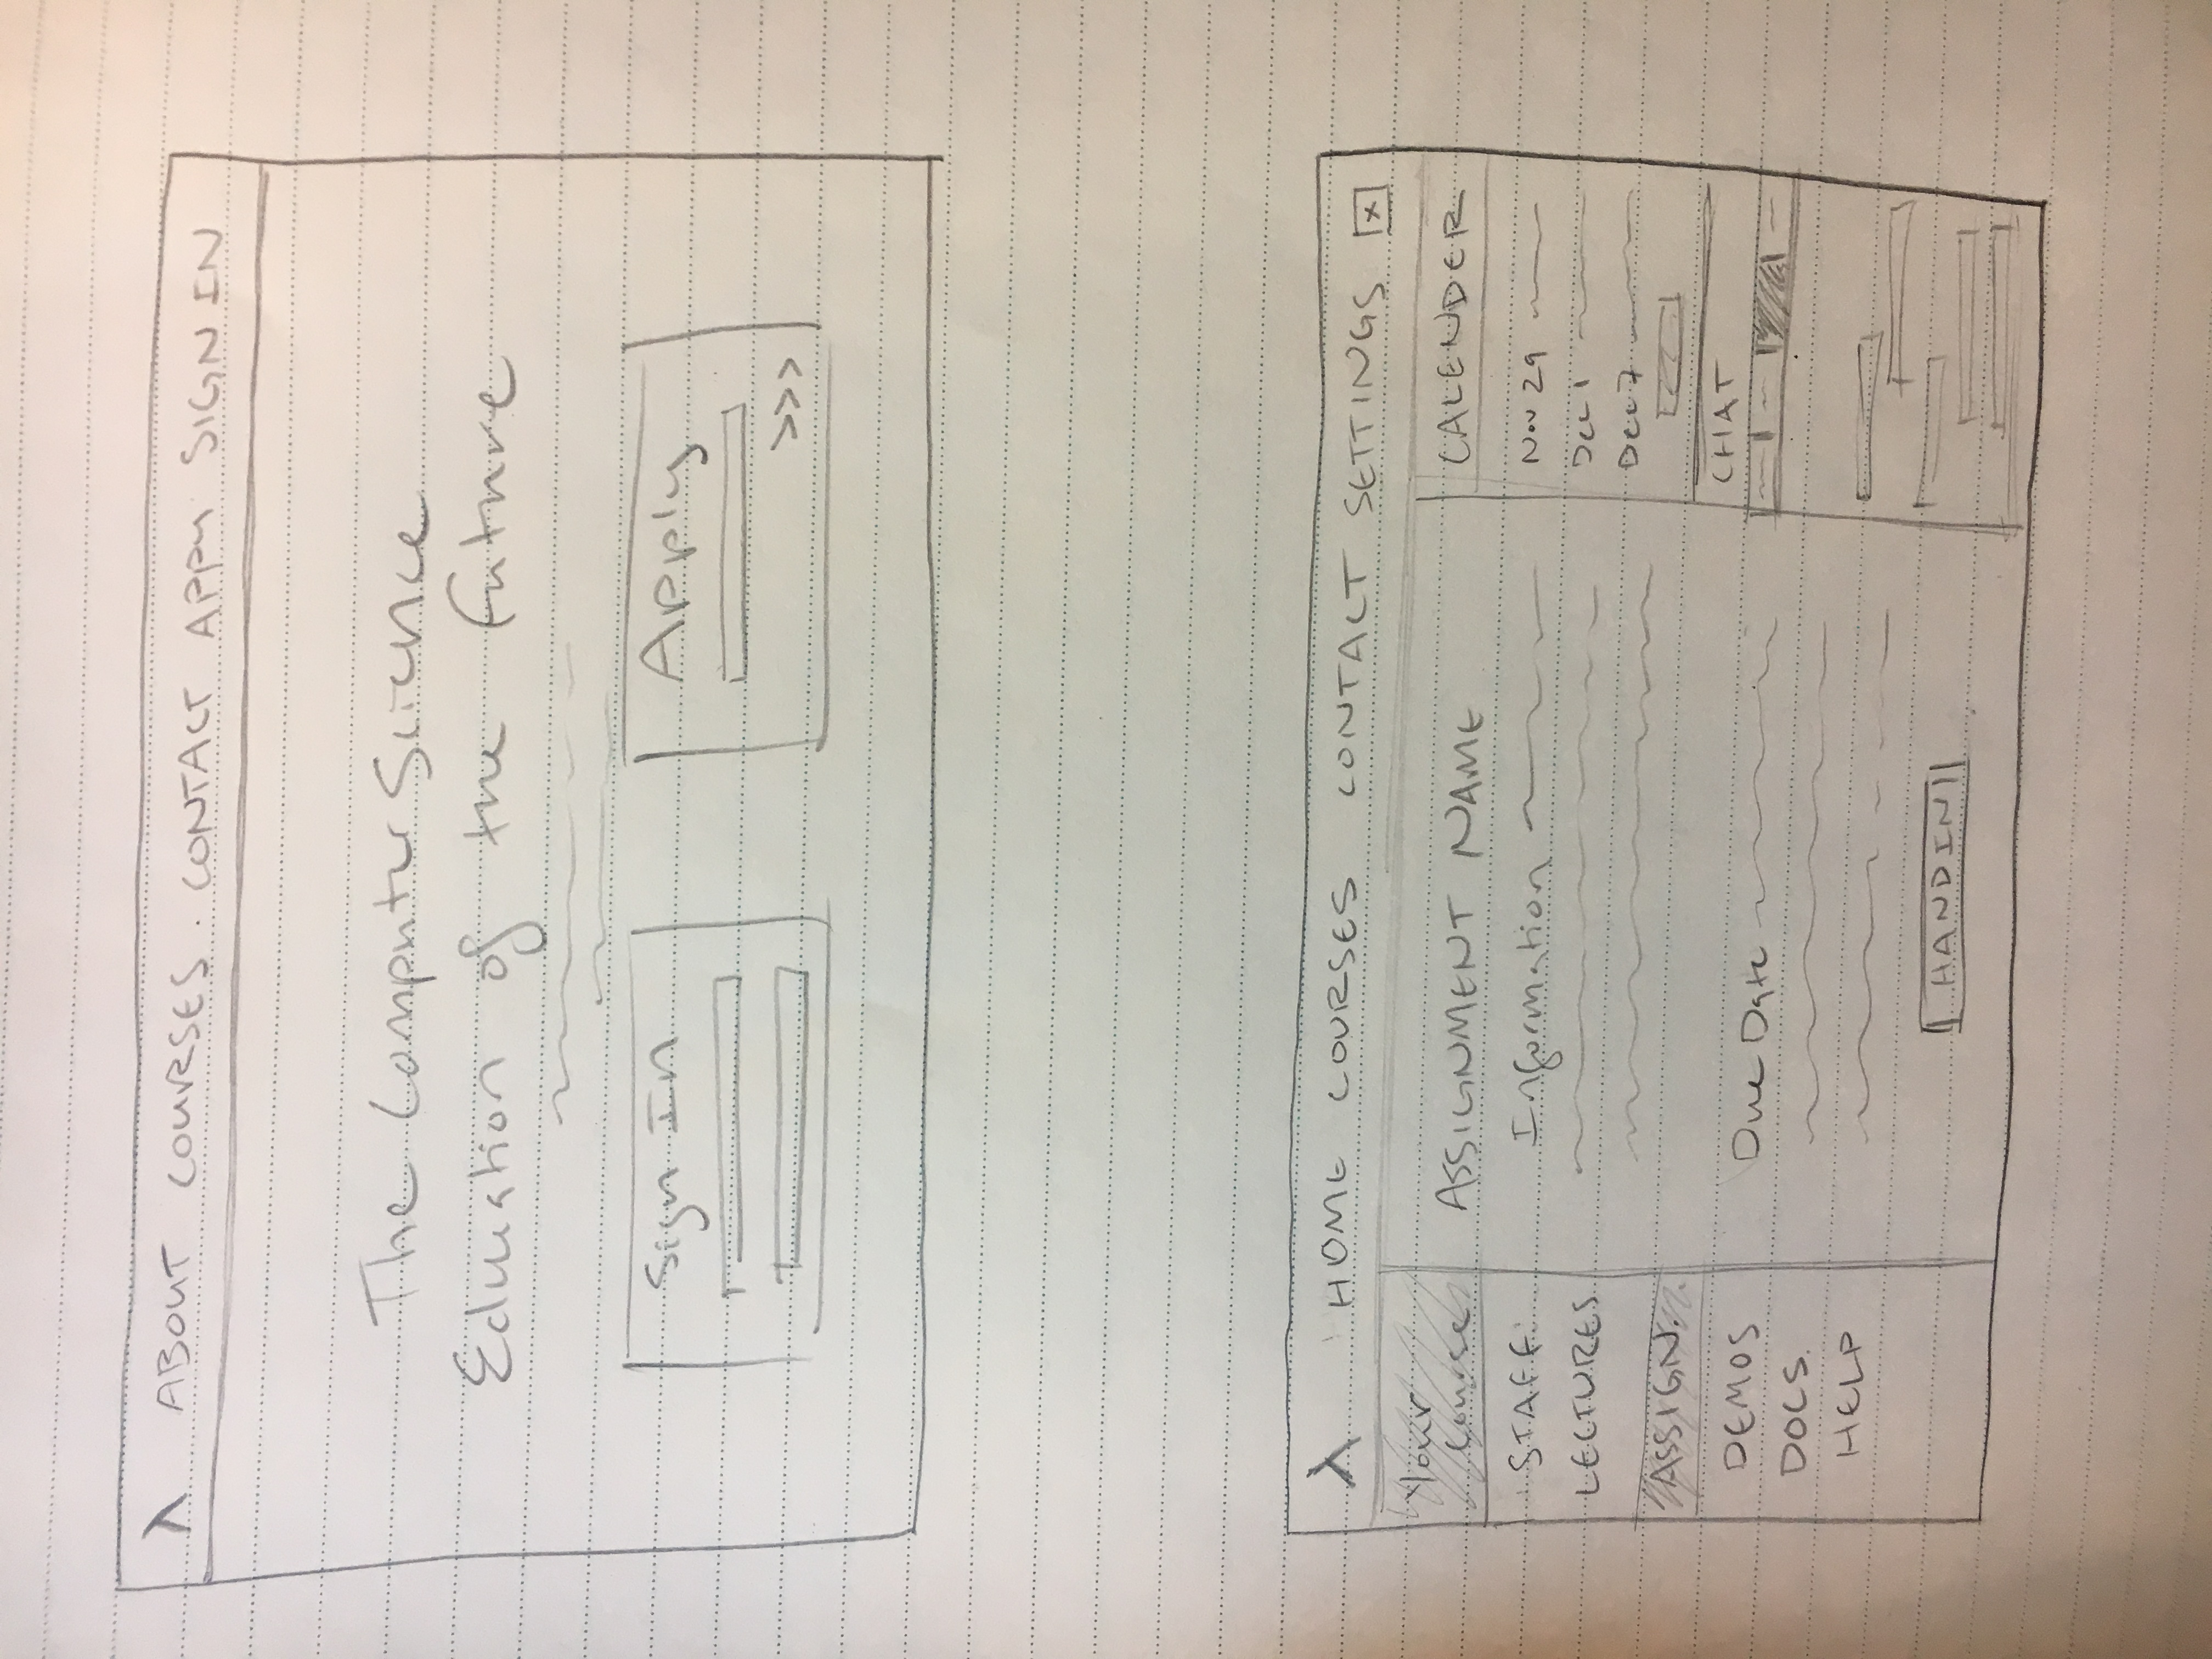 λ ABOUT COURSES CONTACT APPY SIGN IN
The Computer Science
Education of the Future
Sign In
Apply
>>>
λ HOME COURSES CONTACT SETTINGS x
Your
Course
STAFF
LECTURES
ASSIGN.
DEMOS
DOCS.
HELP
ASSIGNMENT NAME
Information
Due Date
HANDIN
CALENDER
Nov 29
Dec 1
Dec 7
CHAT